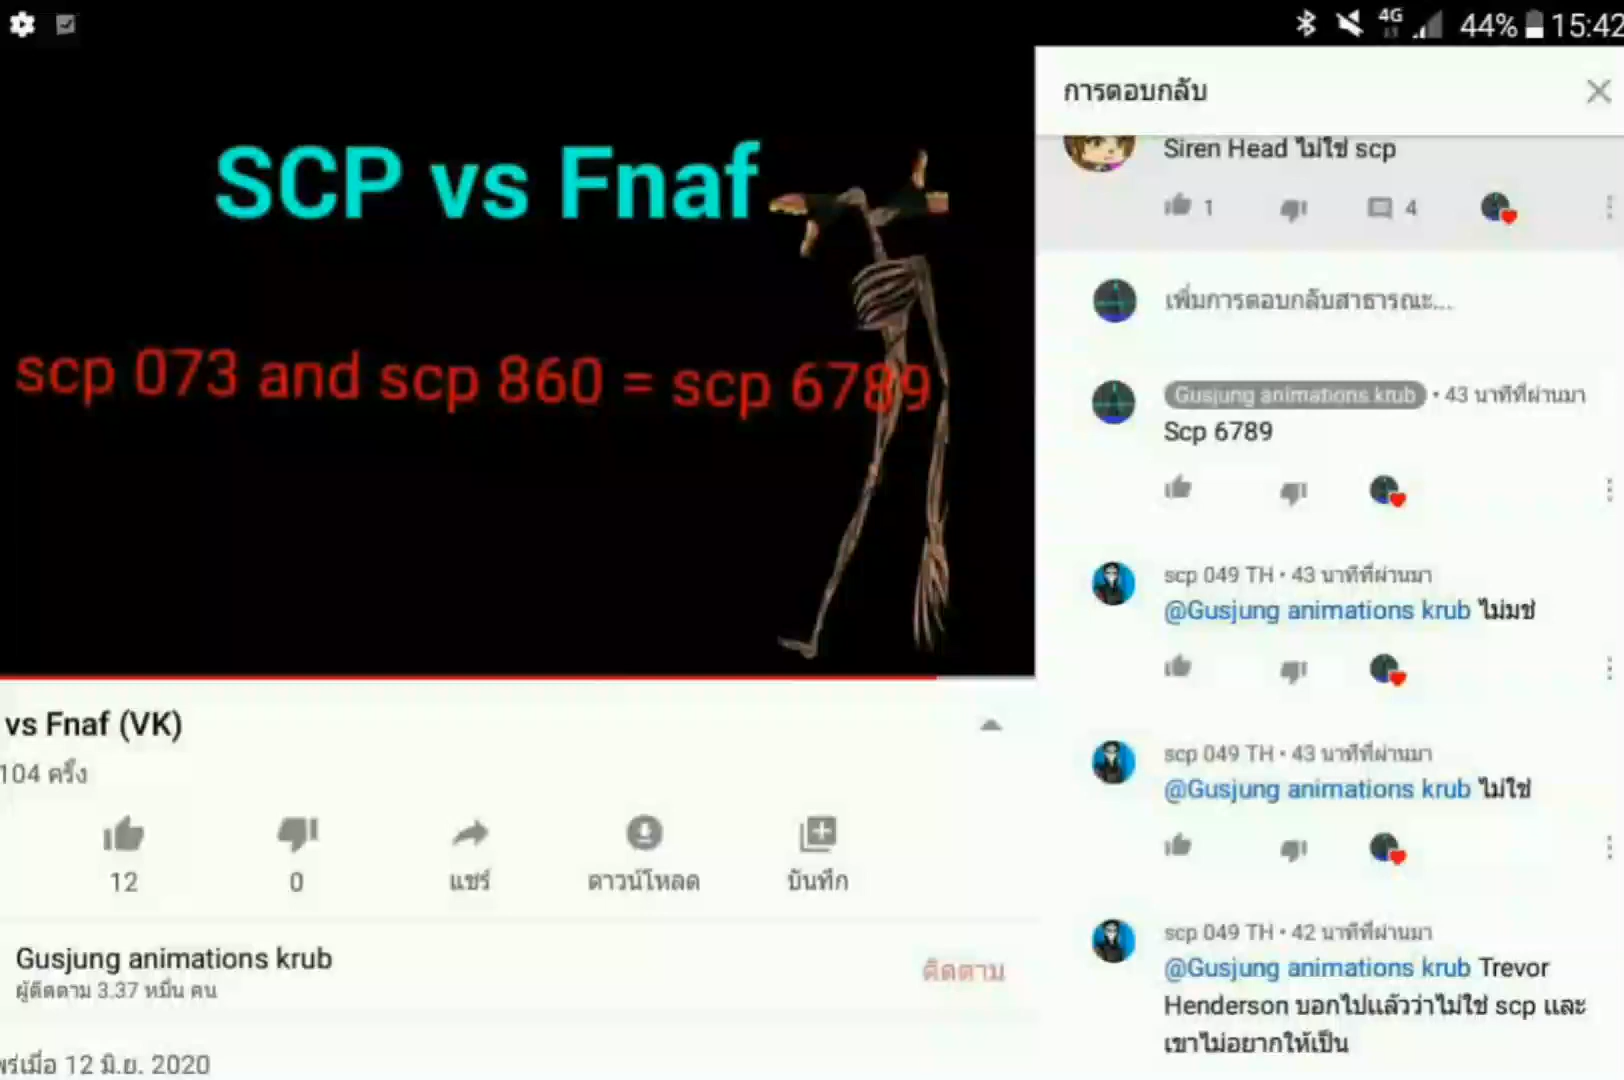 4G 44% 15:42
SCP vs Fnaf
scp 073 and scp 860 = scp 6789
vs Fnaf (VK)
104 ครั้ง
12
0
แชร์
ดาวน์โหลด
บันทึก
Gusjung animations krub
ผู้ติดตาม 3.37 หมื่น คน
ติดตาม
พร่เมื่อ 12 มิ.ย. 2020
การตอบกลับ
Siren Head ไม่ใช่ scp
1
4
เพิ่มการตอบกลับสาธารณะ...
Gusjung animations krub • 43 นาทีที่ผ่านมา
Scp 6789
scp 049 TH • 43 นาทีที่ผ่านมา
@Gusjung animations krub ไม่มช่
scp 049 TH • 43 นาทีที่ผ่านมา
@Gusjung animations krub ไม่ใช่
scp 049 TH • 42 นาทีที่ผ่านมา
@Gusjung animations krub Trevor
Henderson บอกไปแล้วว่าไม่ใช่ scp และ
เขาไม่อยากให้เป็น